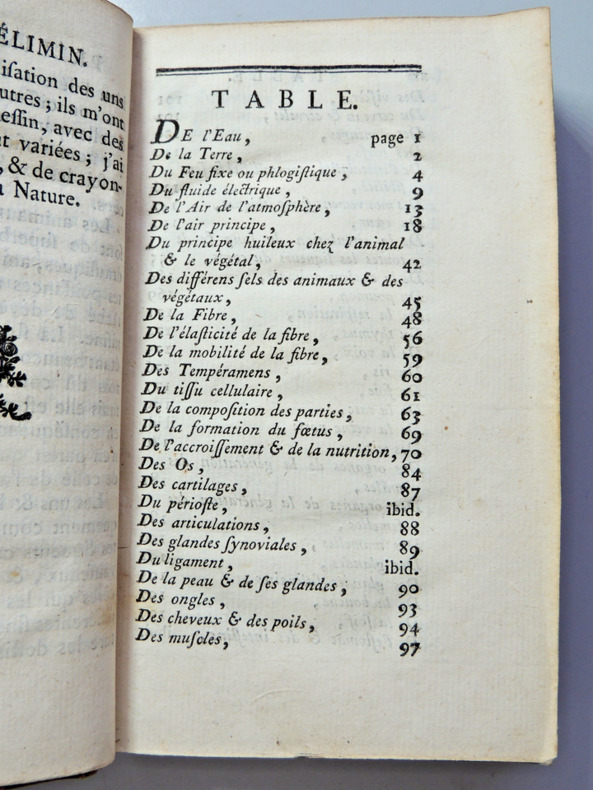 ÉLIMIN.
isation des uns
utres ; ils m'ont
essin, avec des
t variées ; j'ai
, & de crayon-
a Nature.
TABLE.
DE l'Eau, page 1
De la Terre, 2
Du Feu fixe ou phlogiſtique, 4
Du fluide électrique, 9
De l'Air de l'atmoſphère, 13
De l'air principe, 18
Du principe huileux chez l'animal
& le végétal, 42
Des différens ſels des animaux & des
végétaux, 45
De la Fibre, 48
De l'élaſticité de la fibre, 56
De la mobilité de la fibre, 59
Des Tempéramens, 60
Du tiſſu cellulaire, 61
De la compoſition des parties, 63
De la formation du fœtus, 69
De l'accroiſſement & de la nutrition, 70
Des Os, 84
Des cartilages, 87
Du périoſte, ibid.
Des articulations, 88
Des glandes ſynoviales, 89
Du ligament, ibid.
De la peau & de ſes glandes, 90
Des ongles, 93
Des cheveux & des poils, 94
Des muſcles, 97